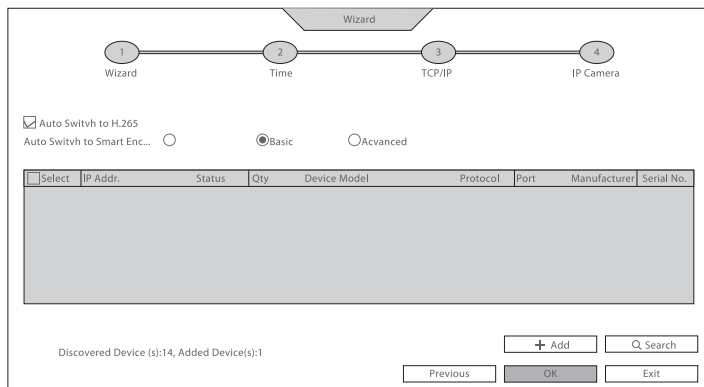 Wizard
1 2 3 4
Wizard Time TCP/IP IP Camera
Auto Switvh to H.265
Auto Switvh to Smart Enc... Basic Acvanced
Select IP Addr. Status Qty Device Model Protocol Port Manufacturer Serial No.
+ Add Search
Discovered Device (s):14, Added Device(s):1
Previous OK Exit